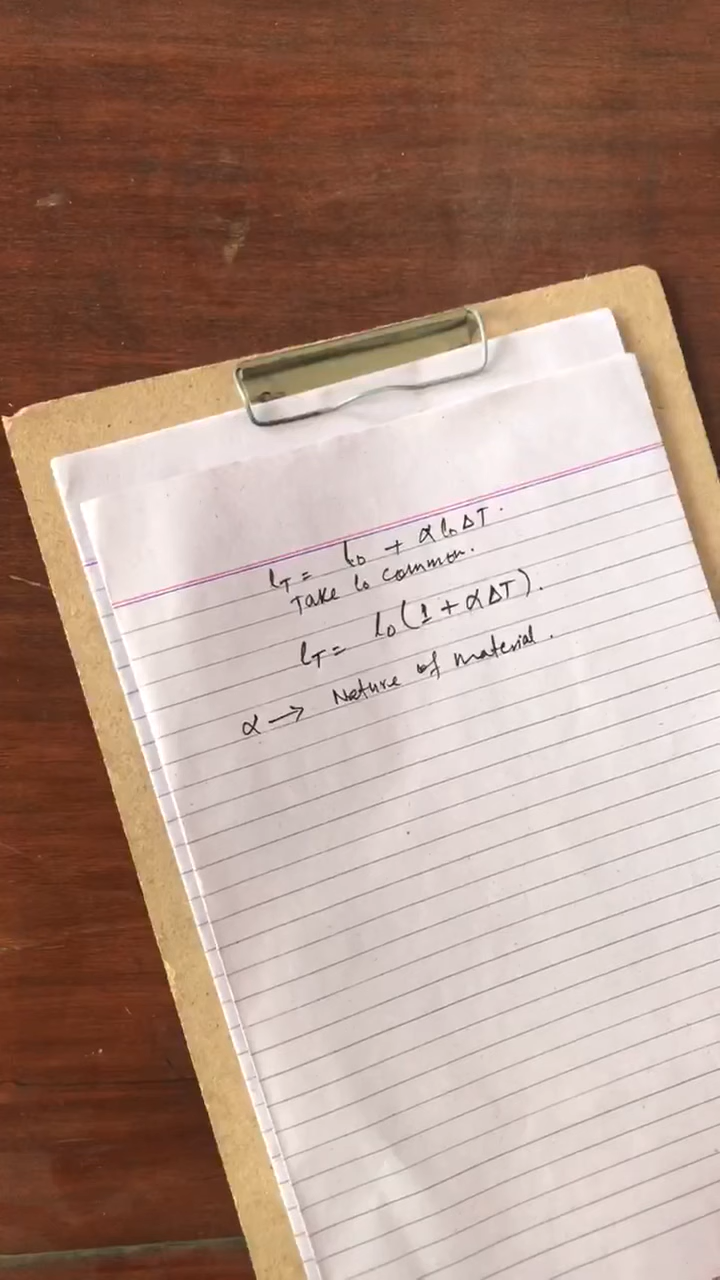 lT = l0 + αl0ΔT.
Take l0 common.
lT = l0(1 + αΔT).
α → Nature of material.